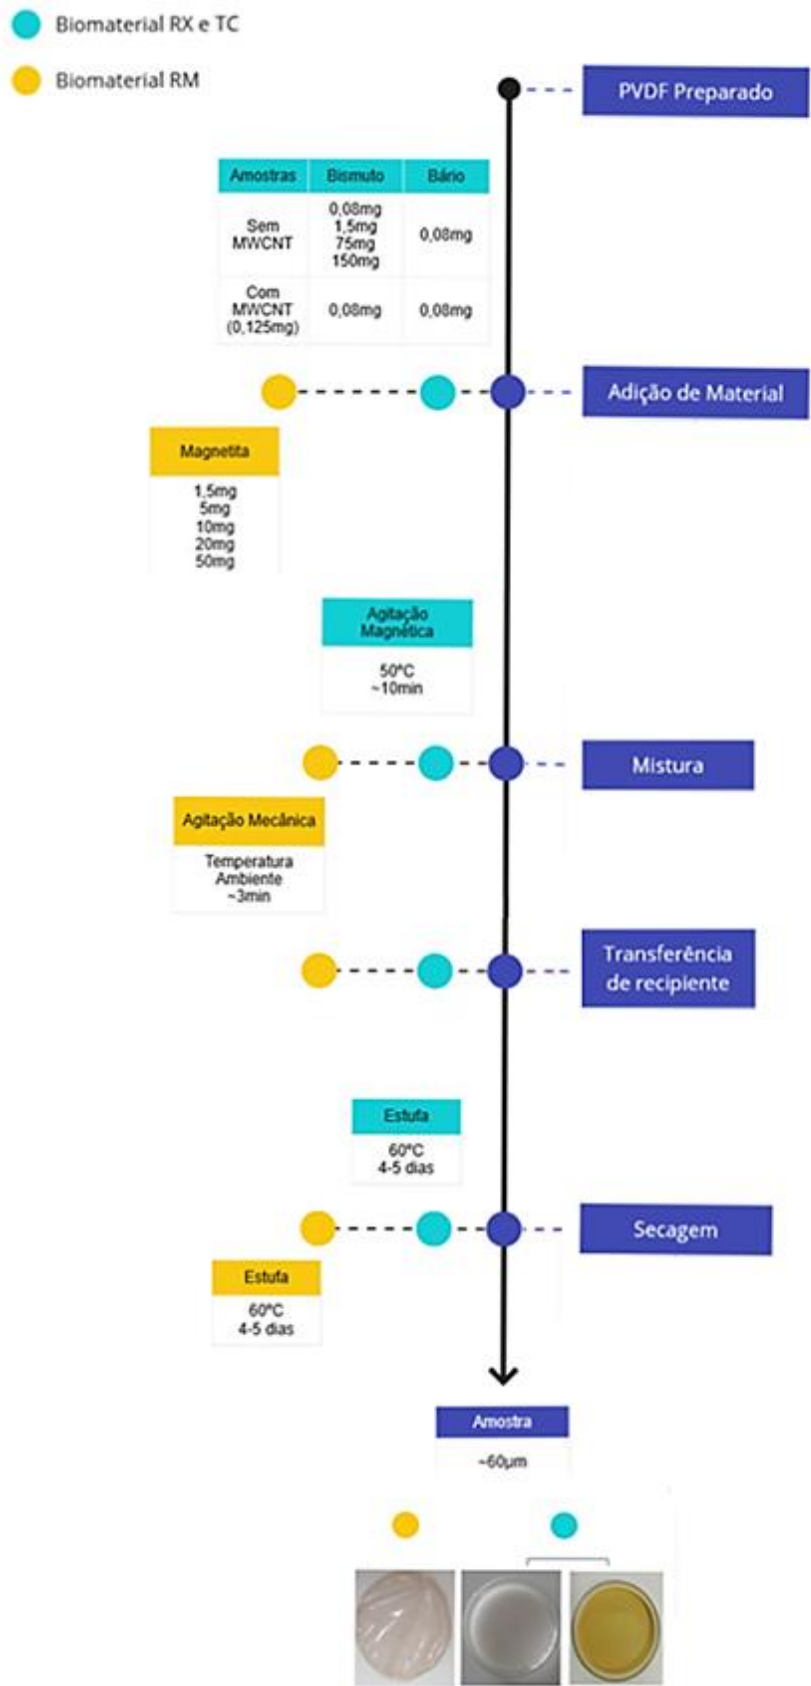 Biomaterial RX e TC
Biomaterial RM
PVDF Preparado
Amostras Bismuto Bário
Sem
MWCNT
0,08mg
1,5mg
75mg
150mg
0,08mg
Com
MWCNT
(0,125mg)
0,08mg
0,08mg
Adição de Material
Magnetita
1,5mg
5mg
10mg
20mg
50mg
Agitação
Magnética
50°C
~10min
Mistura
Agitação Mecânica
Temperatura
Ambiente
~3min
Transferência
de recipiente
Estufa
60°C
4-5 dias
Secagem
Estufa
60°C
4-5 dias
Amostra
~60µm